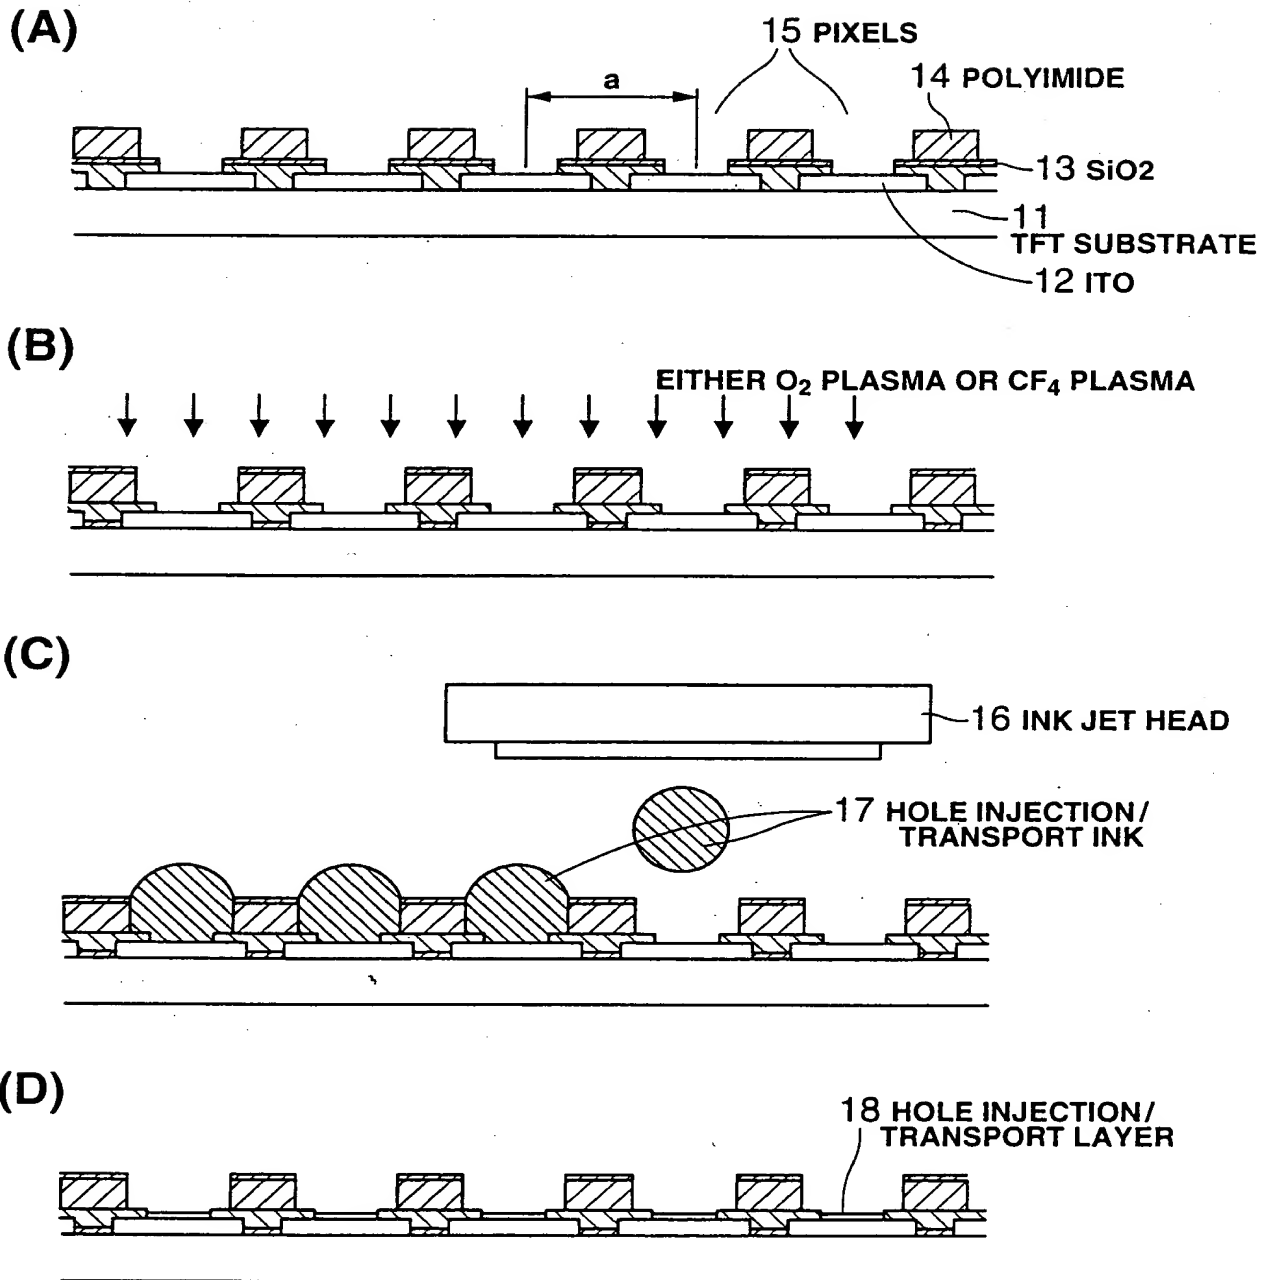 (A)
15 PIXELS
a
14 POLYIMIDE
13 SiO2
11
TFT SUBSTRATE
12 ITO
(B)
EITHER O2 PLASMA OR CF4 PLASMA
(C)
16 INK JET HEAD
17 HOLE INJECTION/
TRANSPORT INK
(D)
18 HOLE INJECTION/
TRANSPORT LAYER